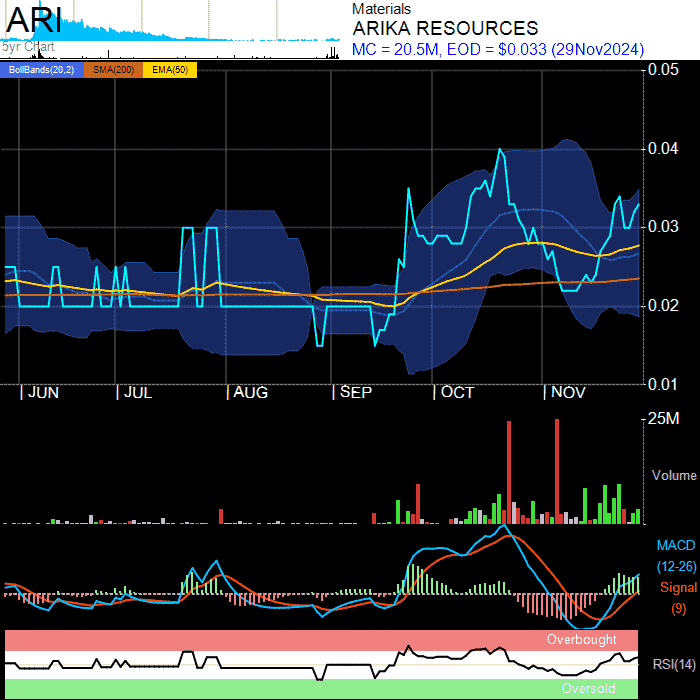 ARI
5yr Chart
Materials
ARIKA RESOURCES
MC = 20.5M, EOD = $0.033 (29Nov2024)
BollBands(20,2) SMA(200) EMA(50)
0.05
0.04
0.03
0.02
0.01
| JUN | JUL | AUG | SEP | OCT | NOV
25M
Volume
MACD
(12-26)
Signal
(9)
Overbought
RSI(14)
Oversold